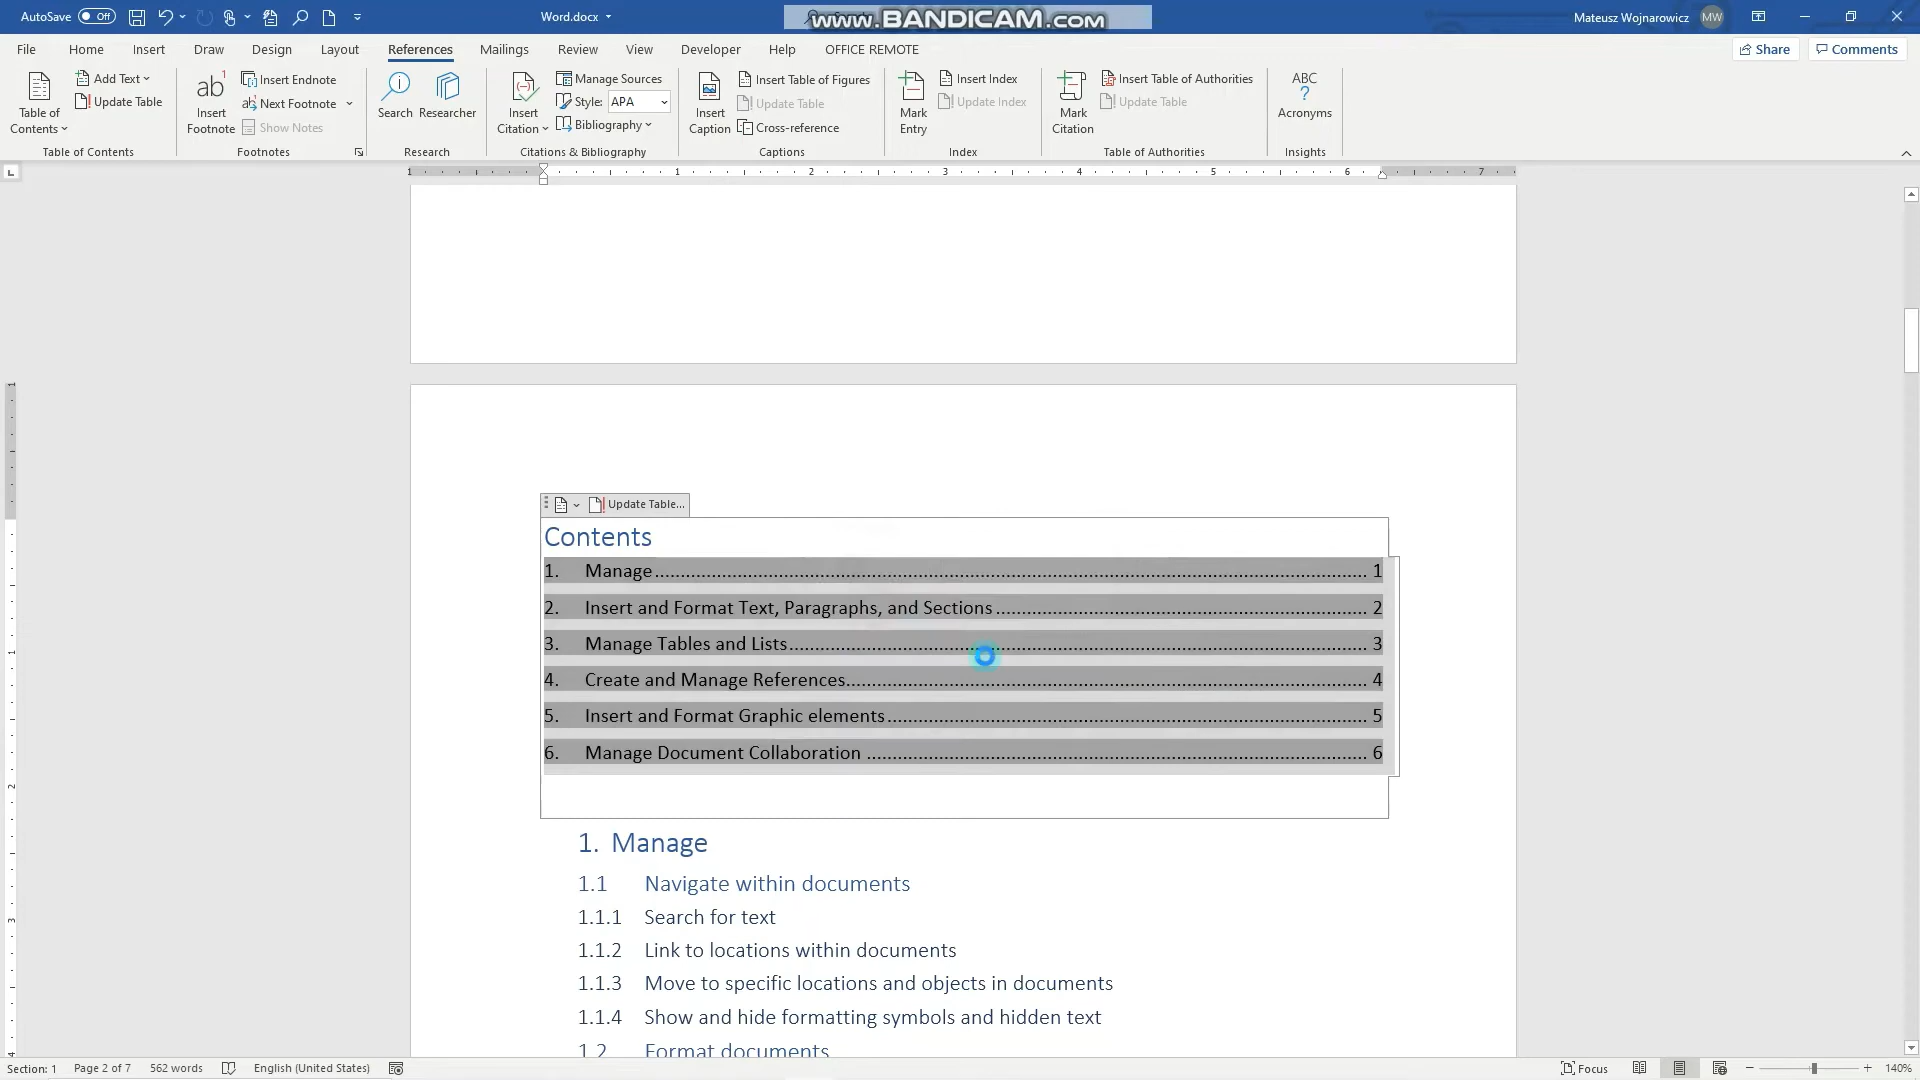 AutoSave Off Word.docx www.BANDICAM.com Mateusz Wojnarowicz MW
File Home Insert Draw Design Layout References Mailings Review View Developer Help OFFICE REMOTE Share Comments
Table of Contents Add Text Update Table
Table of Contents
ab Insert Footnote Insert Endnote Next Footnote Show Notes
Footnotes
Search Researcher
Research
Insert Citation Manage Sources Style: APA Bibliography
Citations & Bibliography
Insert Caption Insert Table of Figures Update Table Cross-reference
Captions
Mark Entry Insert Index Update Index
Index
Mark Citation Insert Table of Authorities Update Table
Table of Authorities
ABC ? Acronyms
Insights
1 1 2 3 4 5 6 7
Update Table...
Contents
1. Manage 1
2. Insert and Format Text, Paragraphs, and Sections 2
3. Manage Tables and Lists 3
4. Create and Manage References 4
5. Insert and Format Graphic elements 5
6. Manage Document Collaboration 6
1. Manage
1.1 Navigate within documents
1.1.1 Search for text
1.1.2 Link to locations within documents
1.1.3 Move to specific locations and objects in documents
1.1.4 Show and hide formatting symbols and hidden text
1.2 Format documents
Section: 1 Page 2 of 7 562 words English (United States) Focus 140%